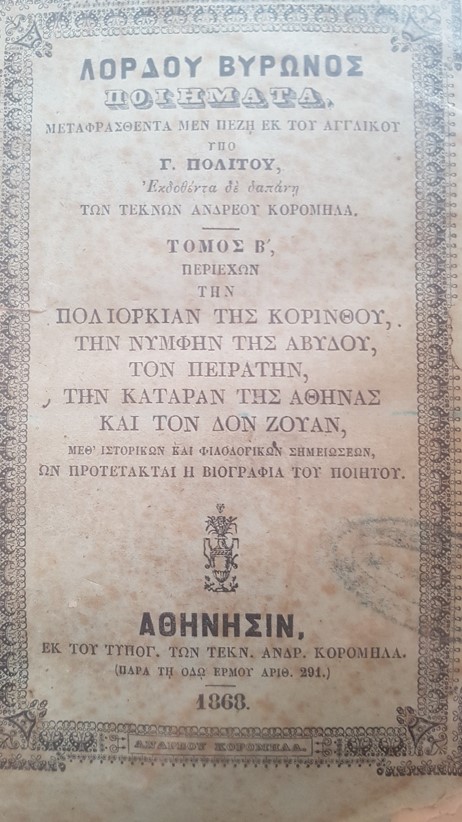 ΛΟΡΔΟΥ ΒΥΡΩΝΟΣ
ΠΟΙΗΜΑΤΑ,
ΜΕΤΑΦΡΑΣΘΕΝΤΑ ΜΕΝ ΠΕΖΗ ΕΚ ΤΟΥ ΑΓΓΛΙΚΟΥ
ΥΠΟ
Γ. ΠΟΛΙΤΟΥ,
Ἐκδοθέντα δὲ δαπάνῃ
ΤΩΝ ΤΕΚΝΩΝ ΑΝΔΡΕΟΥ ΚΟΡΟΜΗΛΑ.
ΤΟΜΟΣ Β΄,
ΠΕΡΙΕΧΩΝ
ΤΗΝ
ΠΟΛΙΟΡΚΙΑΝ ΤΗΣ ΚΟΡΙΝΘΟΥ,
ΤΗΝ ΝΥΜΦΗΝ ΤΗΣ ΑΒΥΔΟΥ,
ΤΟΝ ΠΕΙΡΑΤΗΝ,
ΤΗΝ ΚΑΤΑΡΑΝ ΤΗΣ ΑΘΗΝΑΣ
ΚΑΙ ΤΟΝ ΔΟΝ ΖΟΥΑΝ,
ΜΕΘ' ΙΣΤΟΡΙΚΩΝ ΚΑΙ ΦΙΛΟΛΟΓΙΚΩΝ ΣΗΜΕΙΩΣΕΩΝ,
ΩΝ ΠΡΟΤΕΤΑΚΤΑΙ Η ΒΙΟΓΡΑΦΙΑ ΤΟΥ ΠΟΙΗΤΟΥ.
ΑΘΗΝΗΣΙΝ,
ΕΚ ΤΟΥ ΤΥΠΟΓ. ΤΩΝ ΤΕΚΝ. ΑΝΔΡ. ΚΟΡΟΜΗΛΑ.
(ΠΑΡΑ ΤΗ ΟΔΩ ΕΡΜΟΥ ΑΡΙΘ. 291.)
1868.
ΑΝΔΡΕΟΥ ΚΟΡΟΜΗΛΑ.